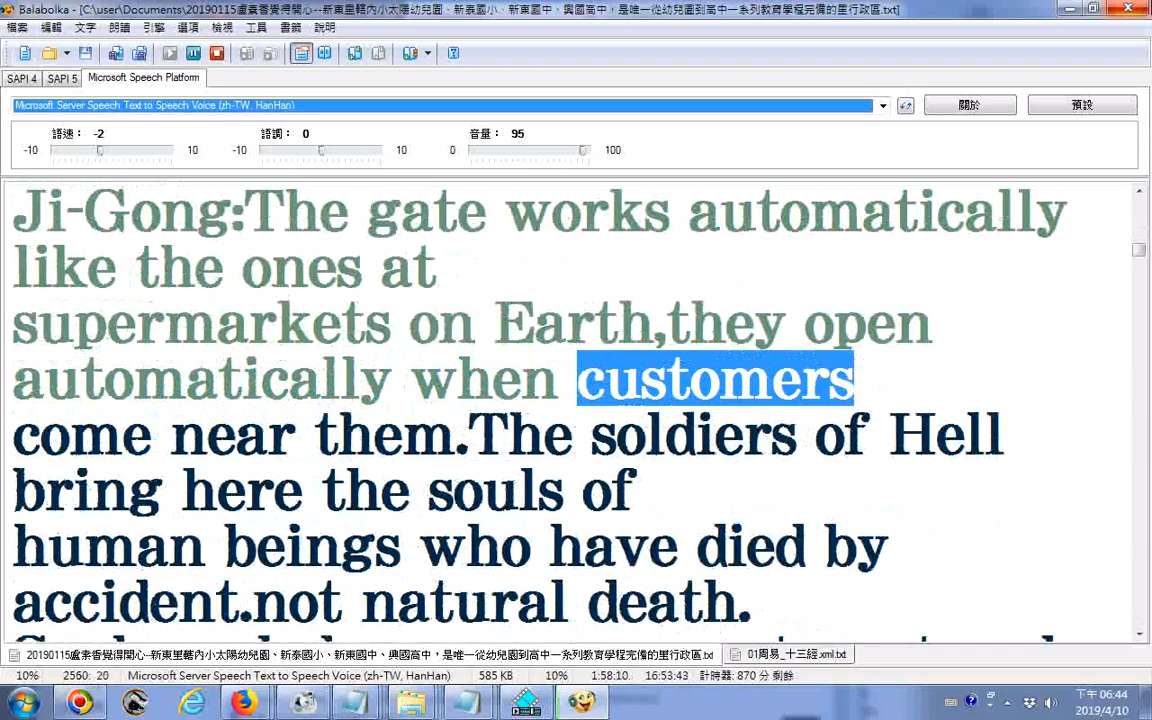 Balabolka - [C:\user\Documents\20190115盧素香覺得開心--新東里轄內小太陽幼兒園、新泰國小、新東國中、興國高中，是唯一從幼兒園到高中一系列教育學程完備的里行政區.txt]
檔案 編輯 文字 朗讀 引擎 選項 檢視 工具 書籤 說明
SAPI 4 SAPI 5 Microsoft Speech Platform
Microsoft Server Speech Text to Speech Voice (zh-TW, HanHan) 關於 預設
語速： -2 語調： 0 音量： 95
-10 10 -10 10 0 100
Ji-Gong:The gate works automatically
like the ones at
supermarkets on Earth,they open
automatically when customers
come near them.The soldiers of Hell
bring here the souls of
human beings who have died by
accident.not natural death.
20190115盧素香覺得開心--新東里轄內小太陽幼兒園、新泰國小、新東國中、興國高中，是唯一從幼兒園到高中一系列教育學程完備的里行政區.txt 01周易_十三經.xml.txt
10% 2560: 20 Microsoft Server Speech Text to Speech Voice (zh-TW, HanHan) 585 KB 10% 1:58:10 16:53:43 計時器: 870 分 剩餘
下午 06:44
2019/4/10